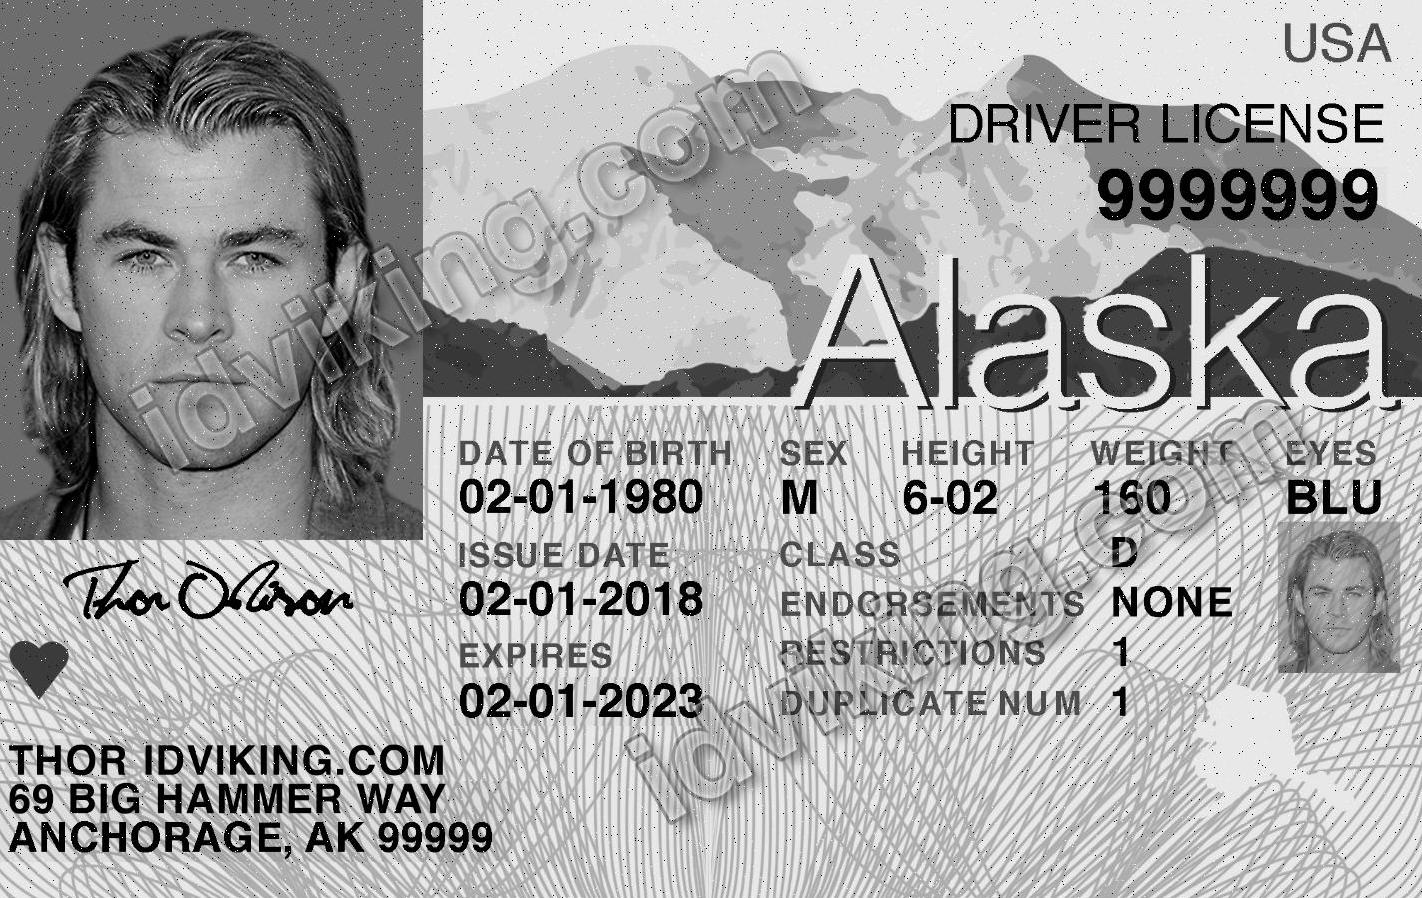 USA
DRIVER LICENSE
9999999
Alaska
DATE OF BIRTH SEX HEIGHT WEIGHT EYES
02-01-1980 M 6-02 160 BLU
ISSUE DATE CLASS D
02-01-2018 ENDORSEMENTS NONE
EXPIRES RESTRICTIONS 1
02-01-2023 DUPLICATE NUM 1
Thor Odinson
THOR IDVIKING.COM
69 BIG HAMMER WAY
ANCHORAGE, AK 99999
idviking.com
idviking.com